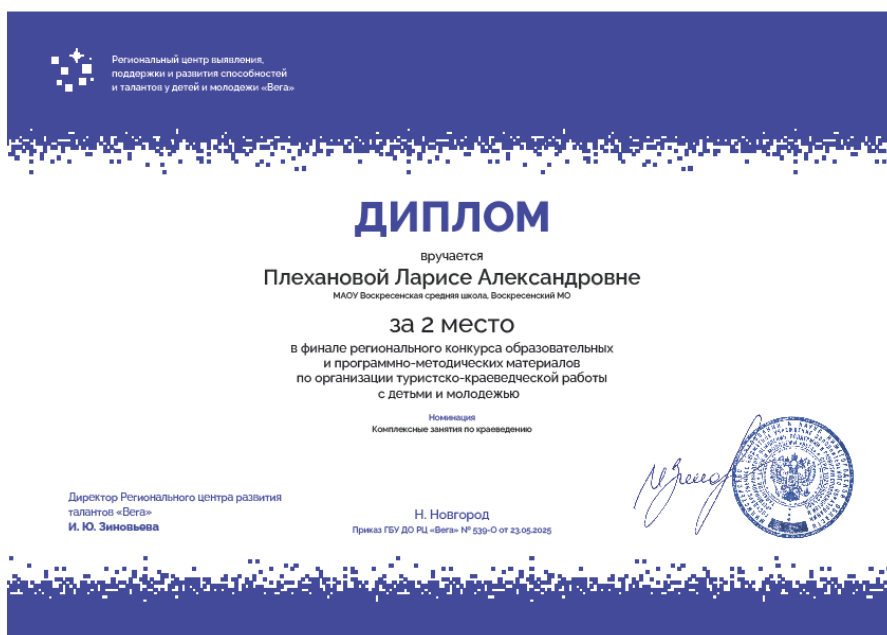 Региональный центр выявления,
поддержки и развития способностей
и талантов у детей и молодежи «Вега»
ДИПЛОМ
вручается
Плехановой Ларисе Александровне
МАОУ Воскресенская средняя школа, Воскресенский МО
за 2 место
в финале регионального конкурса образовательных
и программно-методических материалов
по организации туристско-краеведческой работы
с детьми и молодежью
Номинация
Комплексные занятия по краеведению
Директор Регионального центра развития
талантов «Вега»
И. Ю. Зиновьева
Н. Новгород
Приказ ГБУ ДО РЦ «Вега» № 539-О от 23.05.2025